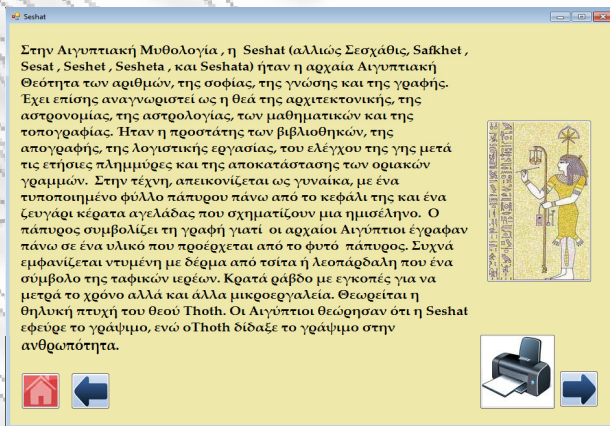 Seshat
Στην Αιγυπτιακή Μυθολογία , η  Seshat (αλλιώς Σεσχάθις, Safkhet ,
Sesat , Seshet , Sesheta , και Seshata) ήταν η αρχαία Αιγυπτιακή
Θεότητα των αριθμών, της σοφίας, της γνώσης και της γραφής.
Έχει επίσης αναγνωριστεί ως η θεά της αρχιτεκτονικής, της
αστρονομίας, της αστρολογίας, των μαθηματικών και της
τοπογραφίας. Ήταν η προστάτης των βιβλιοθηκών, της
απογραφής, της λογιστικής εργασίας, του ελέγχου της γης μετά
τις ετήσιες πλημμύρες και της αποκατάστασης των οριακών
γραμμών.  Στην τέχνη, απεικονίζεται ως γυναίκα, με ένα
τυποποιημένο φύλλο πάπυρου πάνω από το κεφάλι της και ένα
ζευγάρι κέρατα αγελάδας που σχηματίζουν μια ημισέληνο.  Ο
πάπυρος συμβολίζει τη γραφή γιατί  οι αρχαίοι Αιγύπτιοι έγραφαν
πάνω σε ένα υλικό που προέρχεται από το φυτό  πάπυρος. Συχνά
εμφανίζεται ντυμένη με δέρμα από τσίτα ή λεοπάρδαλη που ένα
σύμβολο της ταφικών ιερέων. Κρατά ράβδο με εγκοπές για να
μετρά το χρόνο αλλά και άλλα μικροεργαλεία. Θεωρείται η
θηλυκή πτυχή του θεού Thoth. Οι Αιγύπτιοι θεώρησαν ότι η Seshat
εφεύρε το γράψιμο, ενώ οThoth δίδαξε το γράψιμο στην
ανθρωπότητα.